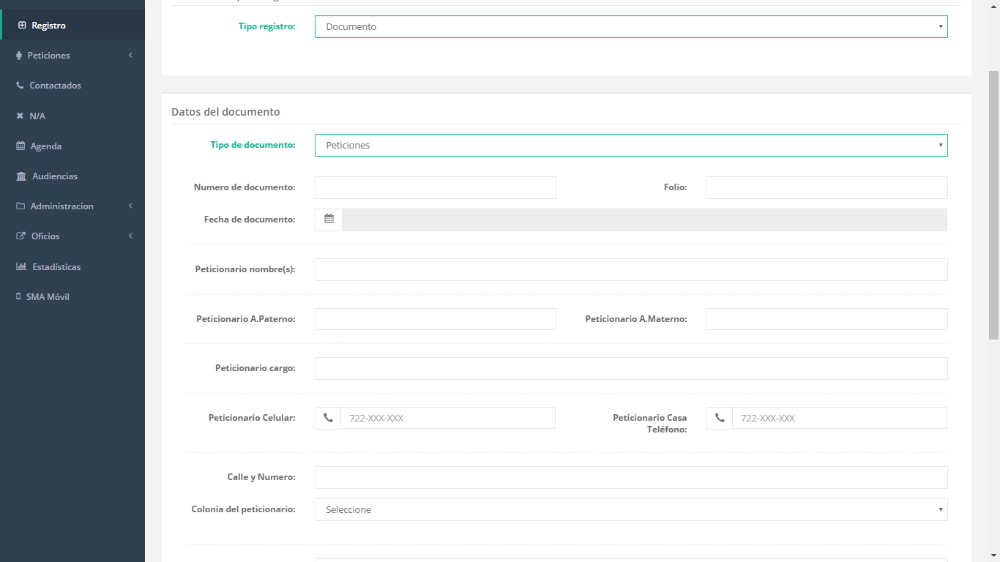 Registro
Peticiones
Contactados
N/A
Agenda
Audiencias
Administracion
Oficios
Estadísticas
SMA Móvil
Tipo registro:
Documento
Datos del documento
Tipo de documento:
Peticiones
Numero de documento:
Folio:
Fecha de documento:
Peticionario nombre(s):
Peticionario A.Paterno:
Peticionario A.Materno:
Peticionario cargo:
Peticionario Celular:
722-XXX-XXX
Peticionario Casa
Teléfono:
722-XXX-XXX
Calle y Numero:
Colonia del peticionario:
Seleccione